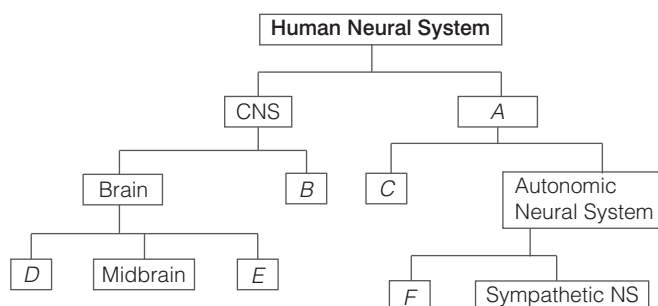 Human Neural System
CNS
A
Brain
B
C
Autonomic
Neural System
D
Midbrain
E
F
Sympathetic NS